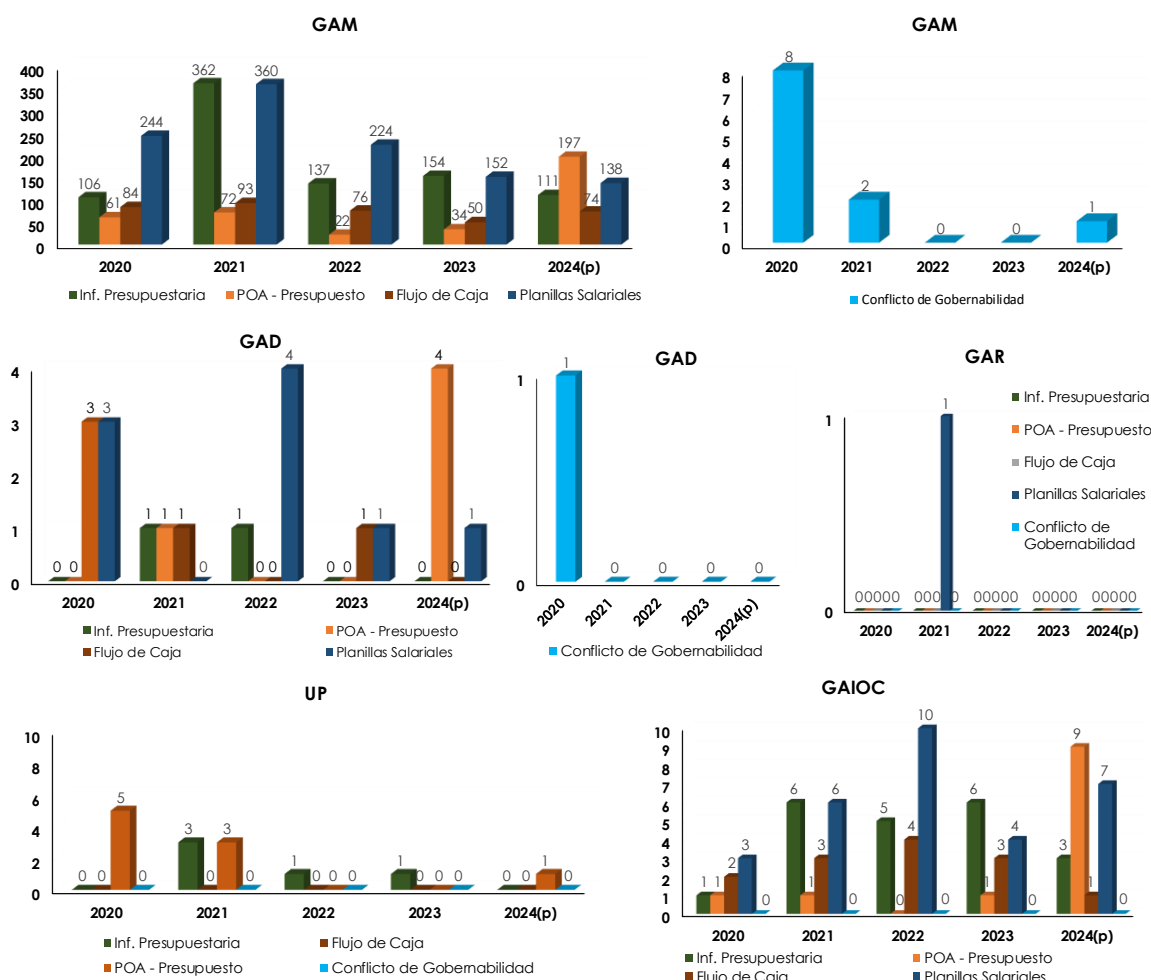 GAM
400
350
300
250
200
150
100
50
0
106 61 84 244
362 72 93 360
137 22 76 224
154 34 50 152
111 197 74 138
2020 2021 2022 2023 2024(p)
Inf. Presupuestaria POA - Presupuesto Flujo de Caja Planillas Salariales
GAM
8
7
6
5
4
3
2
1
0
8 2 0 0 1
2020 2021 2022 2023 2024(p)
Conflicto de Gobernabilidad
GAD
4
3
2
1
0
0 0 3 3
1 1 1 0
1 0 0 4
0 0 1 1
0 4 0 1
2020 2021 2022 2023 2024(p)
Inf. Presupuestaria POA - Presupuesto
Flujo de Caja Planillas Salariales
GAD
1
0
1 0 0 0 0
2020 2021 2022 2023 2024(p)
Conflicto de Gobernabilidad
GAR
1
0
00000 000 1 0 00000 00000 00000
2020 2021 2022 2023 2024(p)
Inf. Presupuestaria
POA - Presupuesto
Flujo de Caja
Planillas Salariales
Conflicto de
Gobernabilidad
UP
10
8
6
4
2
0
0 0 5 0
3 0 3 0
1 0 0 0
1 0 0 0
0 0 1 0
2020 2021 2022 2023 2024(p)
Inf. Presupuestaria Flujo de Caja
POA - Presupuesto Conflicto de Gobernabilidad
GAIOC
10
9
8
7
6
5
4
3
2
1
0
1 1 2 3 0
6 1 3 6 0
5 0 4 10 0
6 1 3 4 0
3 9 1 7 0
2020 2021 2022 2023 2024(p)
Inf. Presupuestaria POA - Presupuesto
Flujo de Caja Planillas Salariales